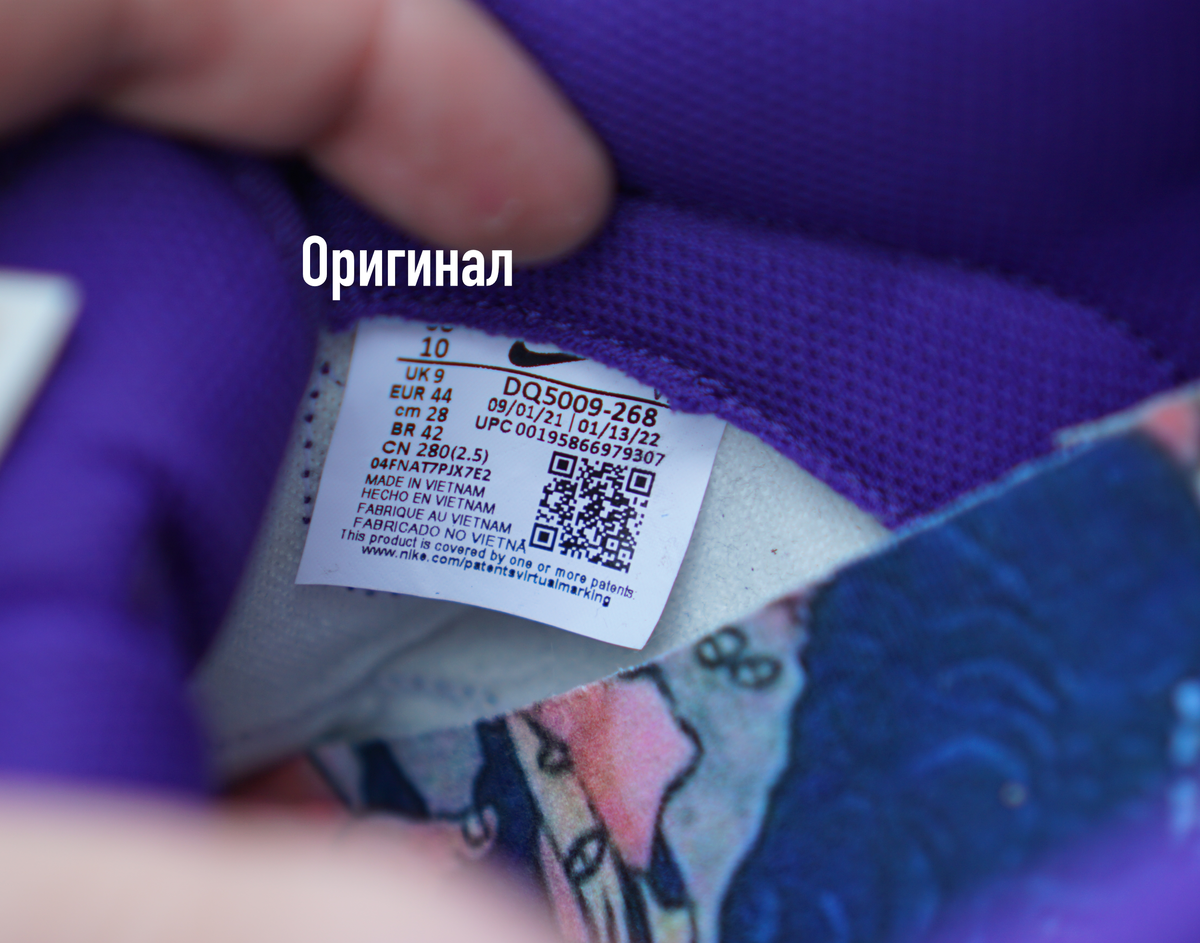 Оригинал
10
UK 9
EUR 44
cm 28
BR 42
CN 280(2.5)
04FNAT7PJX7E2
DQ5009-268
09/01/21 | 01/13/22
UPC 00195866979307
MADE IN VIETNAM
HECHO EN VIETNAM
FABRIQUE AU VIETNAM
FABRICADO NO VIETNA
This product is covered by one or more patents:
www.nike.com/patentsvirtualmarking